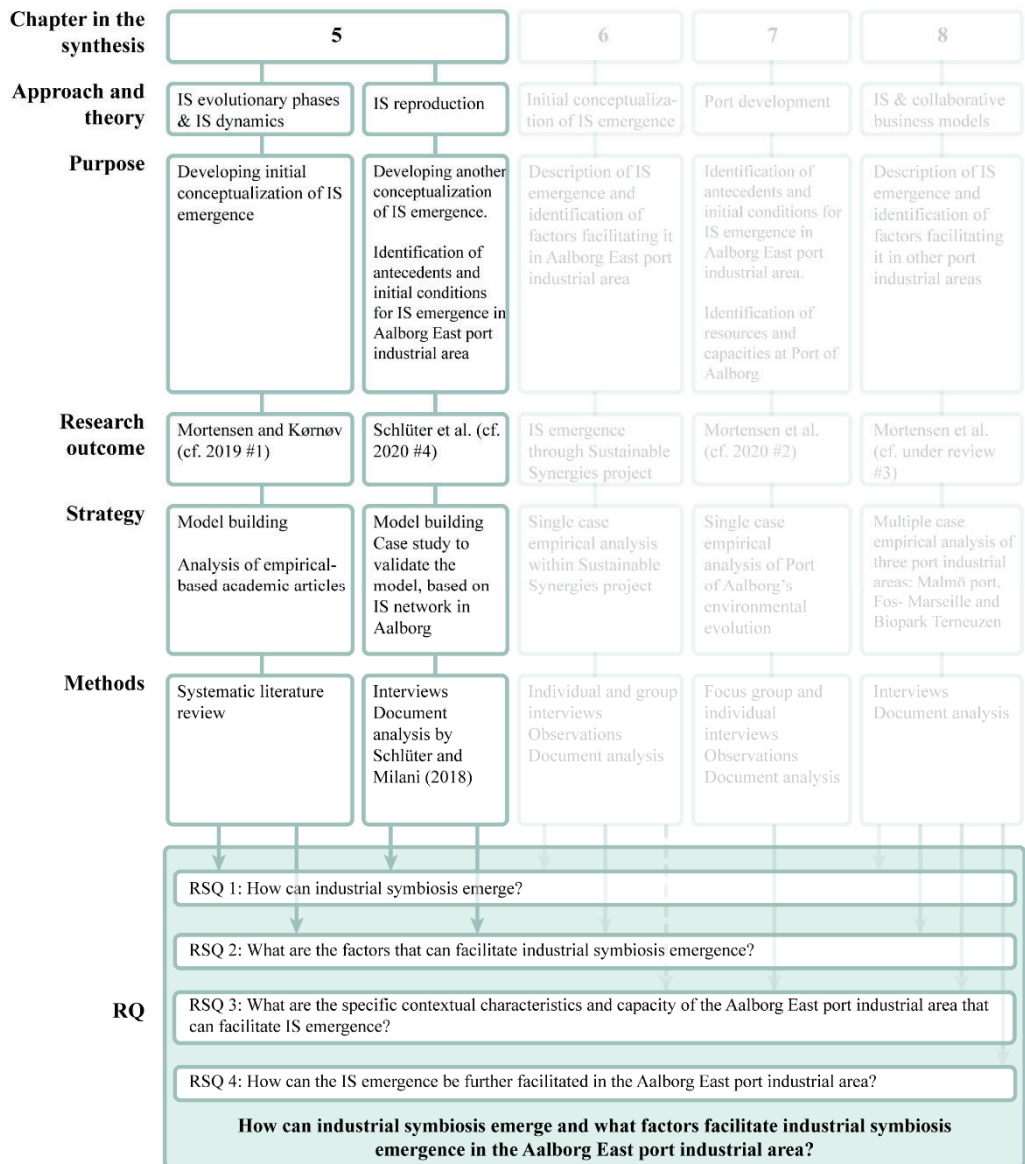 Chapter in the
synthesis
5
6
7
8
Approach and
theory
IS evolutionary phases
& IS dynamics
IS reproduction
Initial conceptualiza-
tion of IS emergence
Port development
IS & collaborative
business models
Purpose
Developing initial
conceptualization of IS
emergence
Developing another
conceptualization
of IS emergence.
Identification of
antecedents and
initial conditions
for IS emergence in
Aalborg East port
industrial area
Description of IS
emergence and
identification of
factors facilitating it
in Aalborg East port
industrial area
Identification of
antecedents and
initial conditions for
IS emergence in
Aalborg East port
industrial area.
Identification of
resources and
capacities at Port of
Aalborg
Description of IS
emergence and
identification of
factors facilitating
it in other port
industrial areas
Research
outcome
Mortensen and Kørnøv
(cf. 2019 #1)
Schlüter et al. (cf.
2020 #4)
IS emergence
through Sustainable
Synergies project
Mortensen et al.
(cf. 2020 #2)
Mortensen et al.
(cf. under review
#3)
Strategy
Model building
Analysis of empirical-
based academic articles
Model building
Case study to
validate the
model, based on
IS network in
Aalborg
Single case
empirical analysis
within Sustainable
Synergies project
Single case
empirical
analysis of Port
of Aalborg's
environmental
evolution
Multiple case
empirical analysis of
three port industrial
areas: Malmö port,
Fos- Marseille and
Biopark Terneuzen
Methods
Systematic literature
review
Interviews
Document
analysis by
Schlüter and
Milani (2018)
Individual and group
interviews
Observations
Document analysis
Focus group and
individual
interviews
Observations
Document analysis
Interviews
Document analysis
RQ
RSQ 1: How can industrial symbiosis emerge?
RSQ 2: What are the factors that can facilitate industrial symbiosis emergence?
RSQ 3: What are the specific contextual characteristics and capacity of the Aalborg East port industrial area that
can facilitate IS emergence?
RSQ 4: How can the IS emergence be further facilitated in the Aalborg East port industrial area?
How can industrial symbiosis emerge and what factors facilitate industrial symbiosis
emergence in the Aalborg East port industrial area?